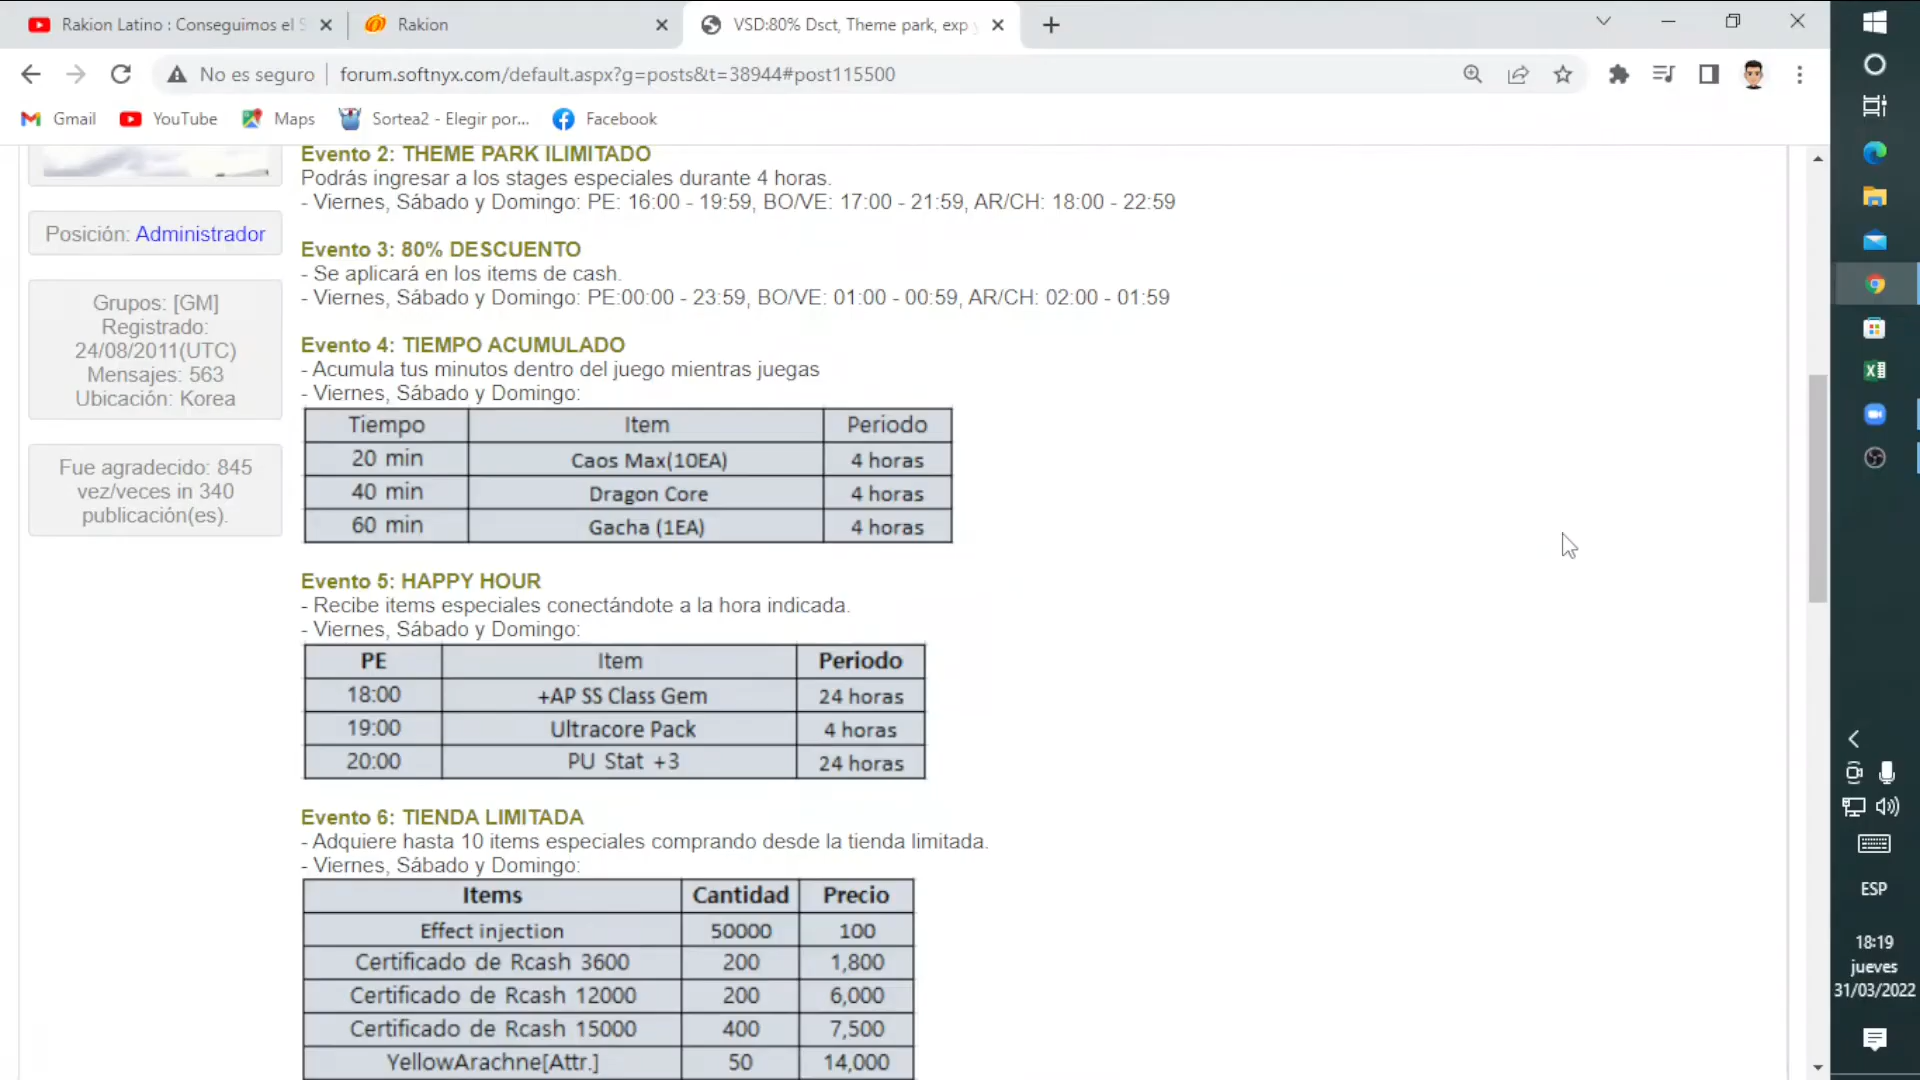 Rakion Latino : Conseguimos el S
Rakion
VSD:80% Dsct, Theme park, exp y
No es seguro
forum.softnyx.com/default.aspx?g=posts&t=38944#post115500
Gmail
YouTube
Maps
Sortea2 - Elegir por...
Facebook
Posición: Administrador
Grupos: [GM]
Registrado:
24/08/2011(UTC)
Mensajes: 563
Ubicación: Korea
Fue agradecido: 845
vez/veces in 340
publicación(es).
Evento 2: THEME PARK ILIMITADO
Podrás ingresar a los stages especiales durante 4 horas.
- Viernes, Sábado y Domingo: PE: 16:00 - 19:59, BO/VE: 17:00 - 21:59, AR/CH: 18:00 - 22:59
Evento 3: 80% DESCUENTO
- Se aplicará en los items de cash.
- Viernes, Sábado y Domingo: PE:00:00 - 23:59, BO/VE: 01:00 - 00:59, AR/CH: 02:00 - 01:59
Evento 4: TIEMPO ACUMULADO
- Acumula tus minutos dentro del juego mientras juegas
- Viernes, Sábado y Domingo:
Tiempo Item Periodo
20 min Caos Max(10EA) 4 horas
40 min Dragon Core 4 horas
60 min Gacha (1EA) 4 horas
Evento 5: HAPPY HOUR
- Recibe items especiales conectándote a la hora indicada.
- Viernes, Sábado y Domingo:
PE Item Periodo
18:00 +AP SS Class Gem 24 horas
19:00 Ultracore Pack 4 horas
20:00 PU Stat +3 24 horas
Evento 6: TIENDA LIMITADA
- Adquiere hasta 10 items especiales comprando desde la tienda limitada.
- Viernes, Sábado y Domingo:
Items Cantidad Precio
Effect injection 50000 100
Certificado de Rcash 3600 200 1,800
Certificado de Rcash 12000 200 6,000
Certificado de Rcash 15000 400 7,500
YellowArachne[Attr.] 50 14,000
ESP
18:19
jueves
31/03/2022